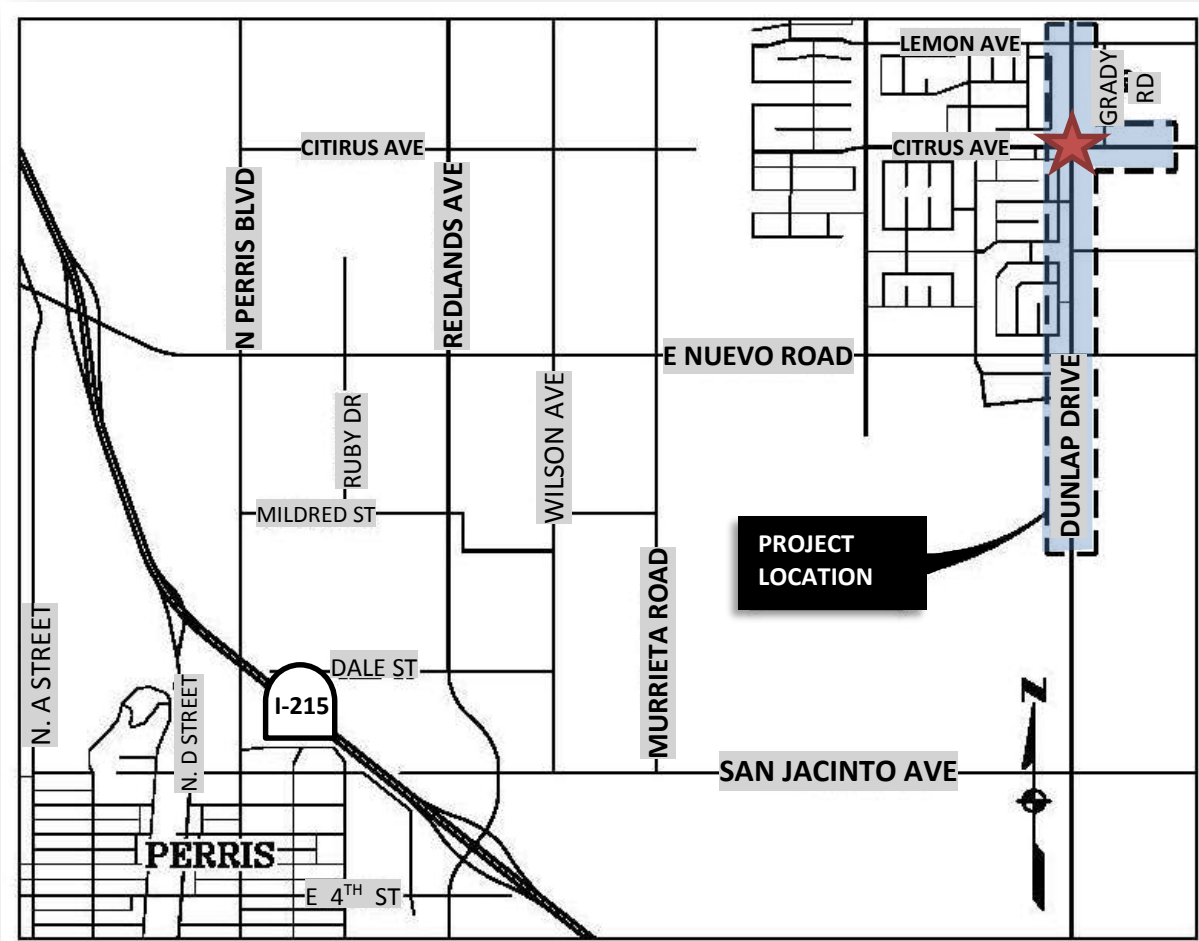 LEMON AVE
GRADY
RD
CITIRUS AVE
CITRUS AVE
N PERRIS BLVD
REDLANDS AVE
E NUEVO ROAD
RUBY DR
WILSON AVE
DUNLAP DRIVE
MILDRED ST
PROJECT
LOCATION
MURRIETA ROAD
N. A STREET
DALE ST
N. D STREET
I-215
N
SAN JACINTO AVE
PERRIS
E 4TH ST